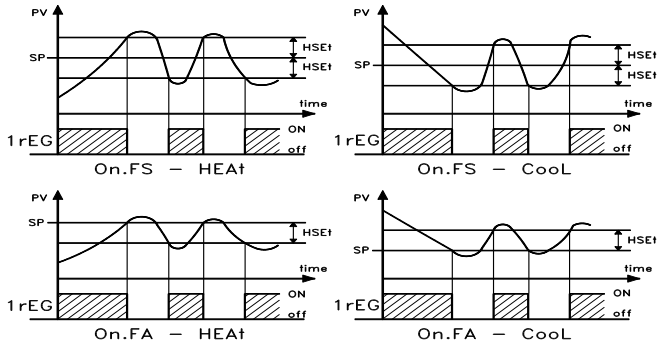 PV
HSEt
SP
HSEt
time
ON
1rEG
off
On.FS – HEAt
PV
HSEt
SP
HSEt
time
ON
1rEG
off
On.FS – CooL
PV
SP
HSEt
time
ON
1rEG
off
On.FA – HEAt
PV
HSEt
SP
time
ON
1rEG
off
On.FA – CooL